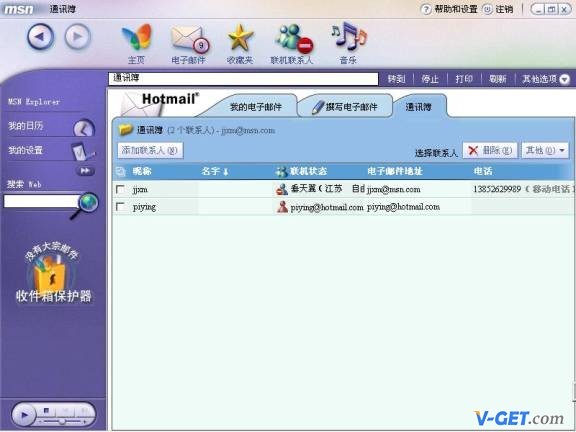 msn 通讯簿 帮助和设置 注销
9
主页 电子邮件 收藏夹 联机联系人 音乐
通讯簿 转到 停止 打印 刷新 其他选项
MSN Explorer
我的日历
我的设置
搜索 Web
没有大宗邮件
收件箱保护器
Hotmail® 我的电子邮件 撰写电子邮件 通讯簿
通讯簿 (2 个联系人) - jjxm@msn.com
添加联系人(N) 选择联系人 删除(K) 其他(O)
昵称 名字 联机状态 电子邮件地址 电话
jjxm 垂天翼 (江苏 自由 jjxm@msn.com 13852629989 (移动电话
piying piying@hotmail.com piying@hotmail.com
V-GET.com